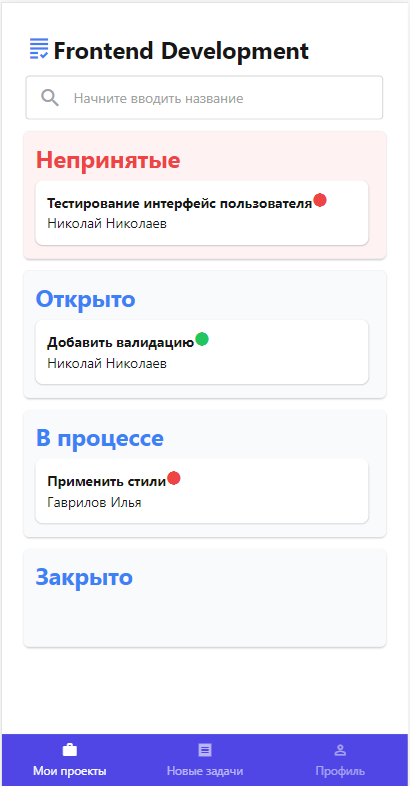 Frontend Development
Начните вводить название
Непринятые
Тестирование интерфейс пользователя
Николай Николаев
Открыто
Добавить валидацию
Николай Николаев
В процессе
Применить стили
Гаврилов Илья
Закрыто
Мои проекты Новые задачи Профиль